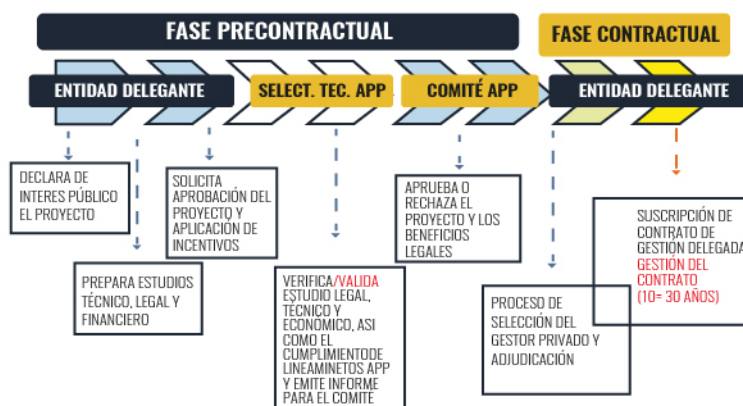 FASE PRECONTRACTUAL
FASE CONTRACTUAL
ENTIDAD DELEGANTE
SELECT. TEC. APP
COMITÉ APP
ENTIDAD DELEGANTE
DECLARA DE
INTERES PÚBLICO
EL PROYECTO
PREPARA ESTUDIOS
TÉCNICO, LEGAL Y
FINANCIERO
SOLICITA
APROBACIÓN DEL
PROYECTO Y
APLICACIÓN DE
INCENTIVOS
VERIFICA/VALIDA
ESTUDIO LEGAL,
TÉCNICO Y
ECONÓMICO, ASI
COMO EL
CUMPLIMIENTODE
LINEAMINETOS APP
Y EMITE INFORME
PARA EL COMITÉ
APRUEBA O
RECHAZA EL
PROYECTO Y LOS
BENEFICIOS
LEGALES
PROCESO DE
SELECCIÓN DEL
GESTOR PRIVADO Y
ADJUDICACIÓN
SUSCRIPCIÓN DE
CONTRATO DE
GESTIÓN DELEGADA
GESTIÓN DEL
CONTRATO
(10= 30 AÑOS)